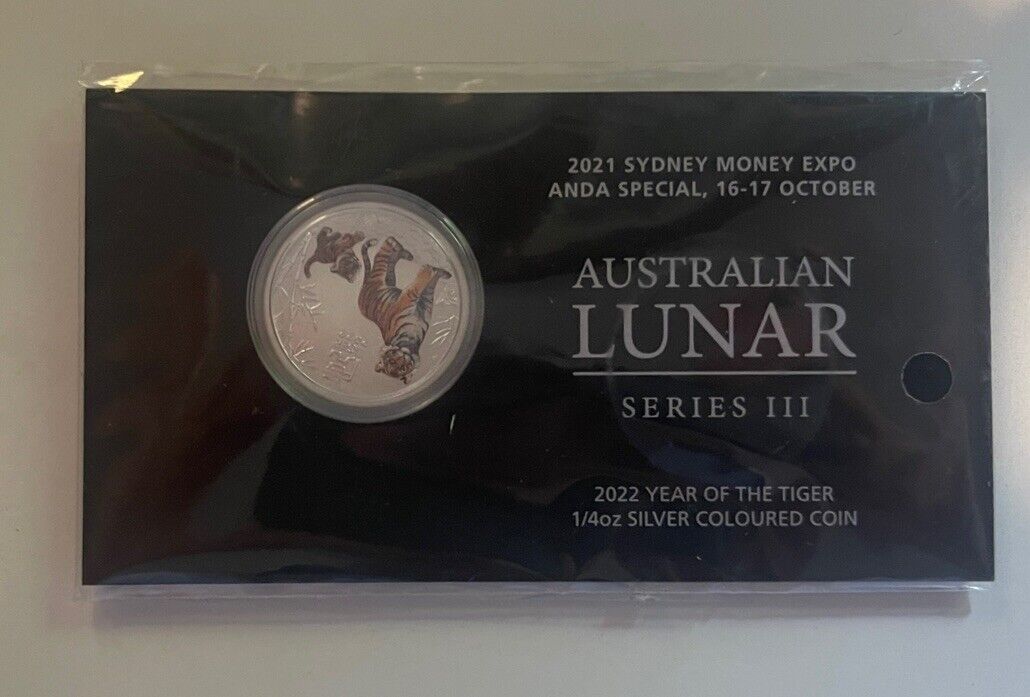 2021 SYDNEY MONEY EXPO
ANDA SPECIAL, 16-17 OCTOBER
AUSTRALIAN
LUNAR
SERIES III
2022 YEAR OF THE TIGER
1/4oz SILVER COLOURED COIN